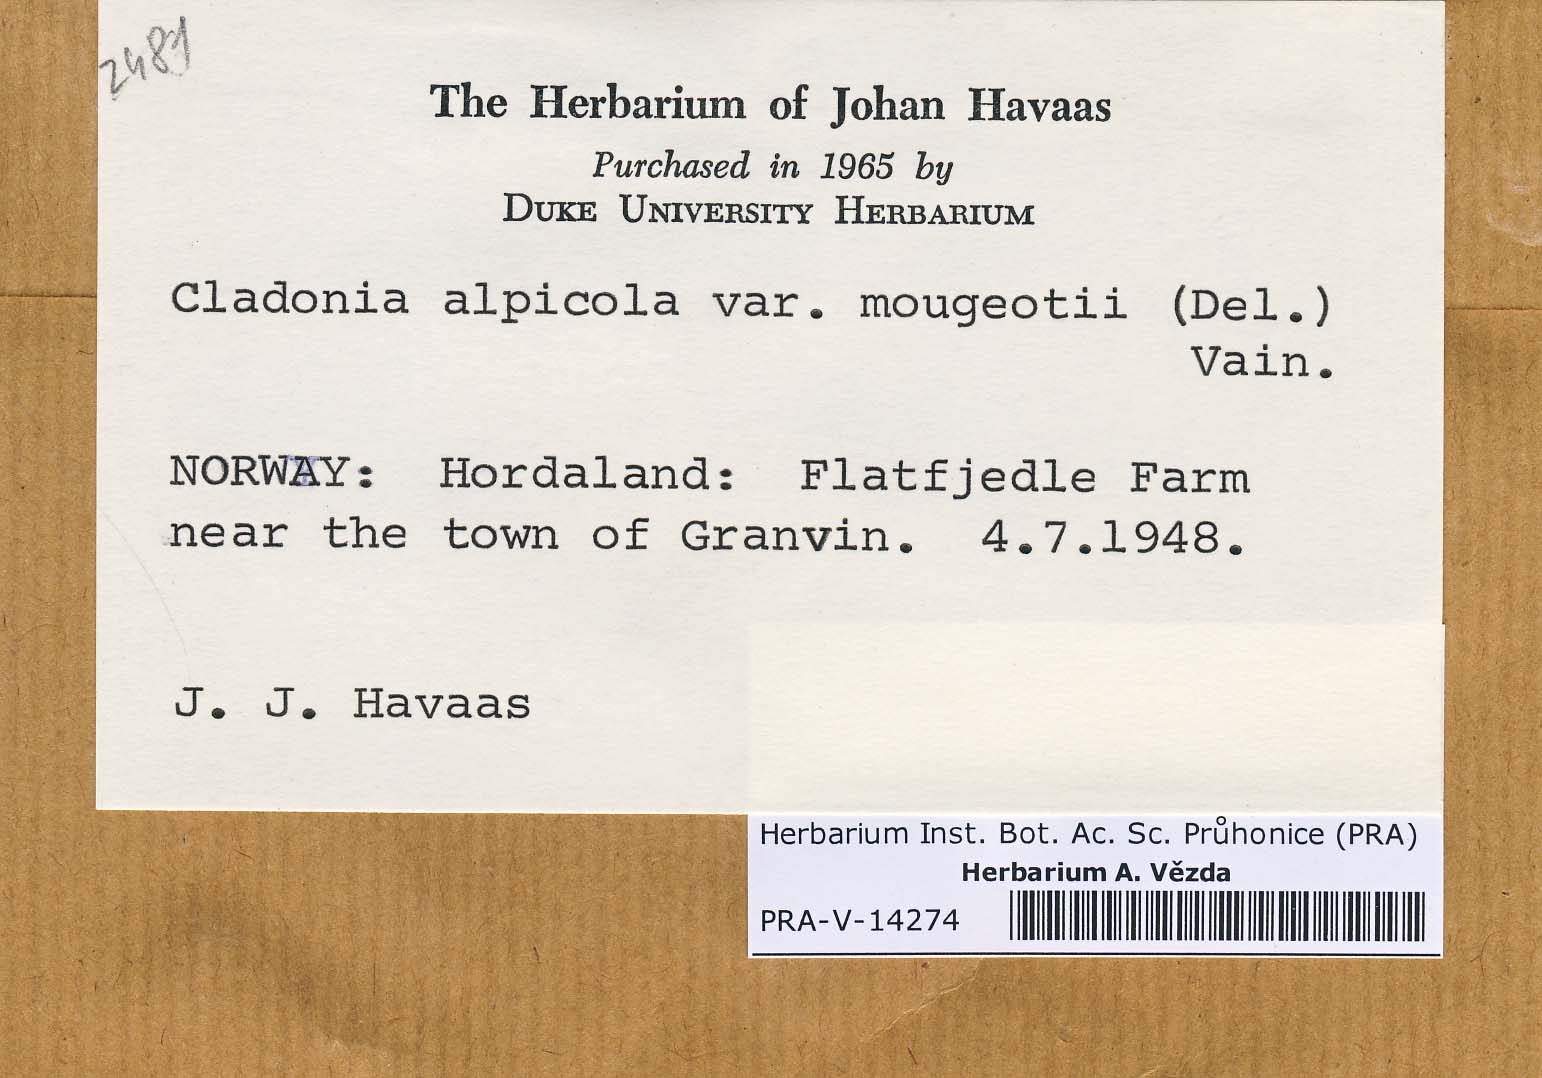 2481
The Herbarium of Johan Havaas
Purchased in 1965 by
DUKE UNIVERSITY HERBARIUM
Cladonia alpicola var. mougeotii (Del.)
Vain.
NORWAY: Hordaland: Flatfjedle Farm
near the town of Granvin. 4.7.1948.
J. J. Havaas
Herbarium Inst. Bot. Ac. Sc. Průhonice (PRA)
Herbarium A. Vězda
PRA-V-14274